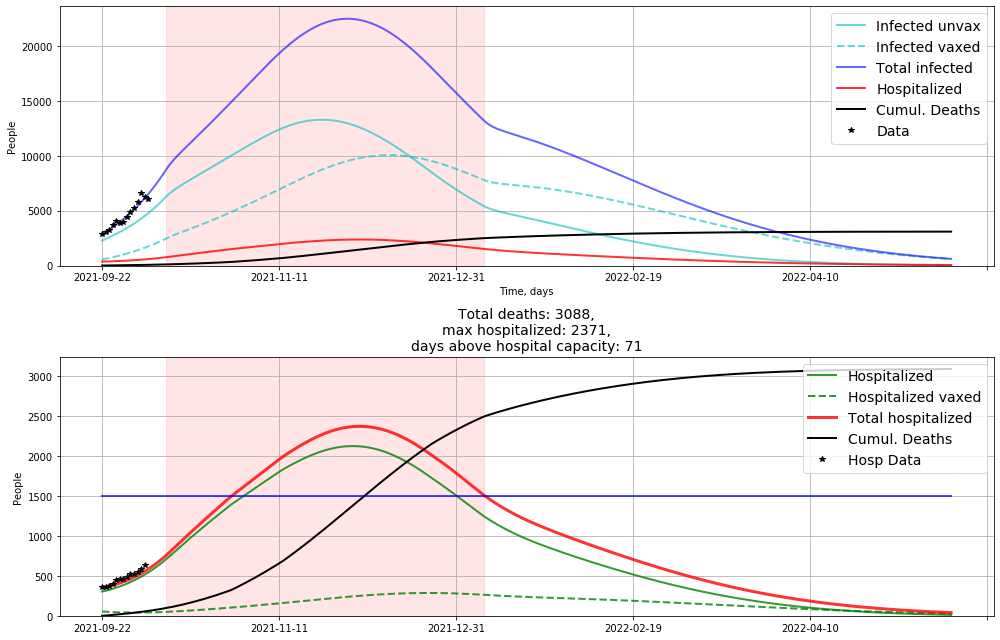 20000
15000
10000
5000
0
People
Infected unvax
Infected vaxed
Total infected
Hospitalized
Cumul. Deaths
Data
2021-09-22
2021-11-11
2021-12-31
2022-02-19
2022-04-10
Time, days
Total deaths: 3088,
max hospitalized: 2371,
days above hospital capacity: 71
3000
2500
2000
1500
1000
500
0
People
Hospitalized
Hospitalized vaxed
Total hospitalized
Cumul. Deaths
Hosp Data
2021-09-22
2021-11-11
2021-12-31
2022-02-19
2022-04-10